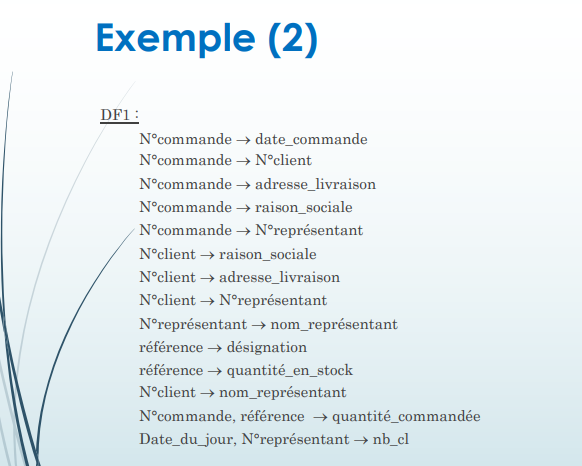 Exemple (2)
DF1 :
N°commande → date_commande
N°commande → N°client
N°commande → adresse_livraison
N°commande → raison_sociale
N°commande → N°représentant
N°client → raison_sociale
N°client → adresse_livraison
N°client → N°représentant
N°représentant → nom_représentant
référence → désignation
référence → quantité_en_stock
N°client → nom_représentant
N°commande, référence → quantité_commandée
Date_du_jour, N°représentant → nb_cl